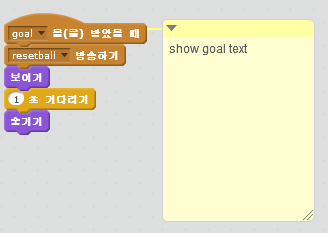 goal 을(를) 받았을 때
resetball 방송하기
보이기
1 초 기다리기
숨기기
show goal text